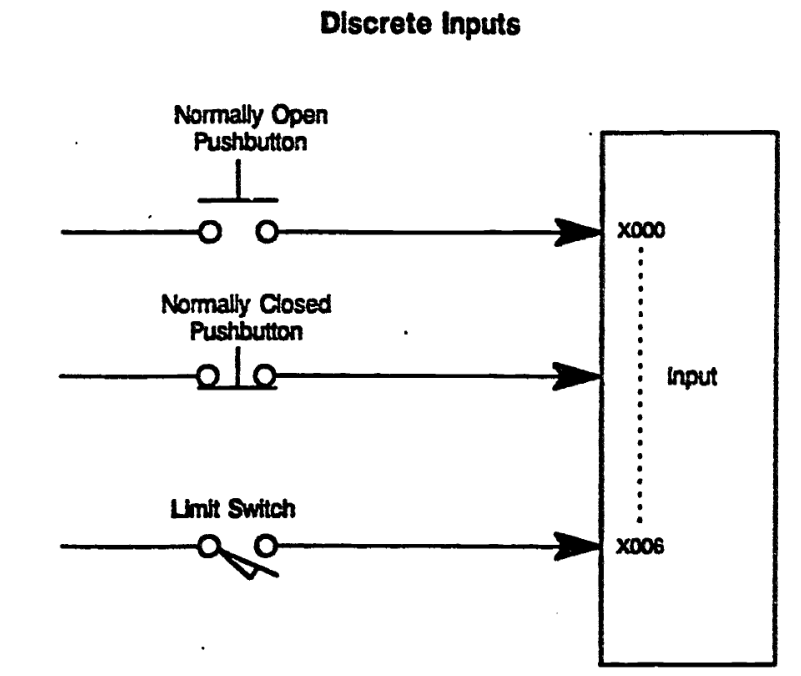 Discrete Inputs
Normally Open
Pushbutton
X000
Normally Closed
Pushbutton
Input
Limit Switch
X006